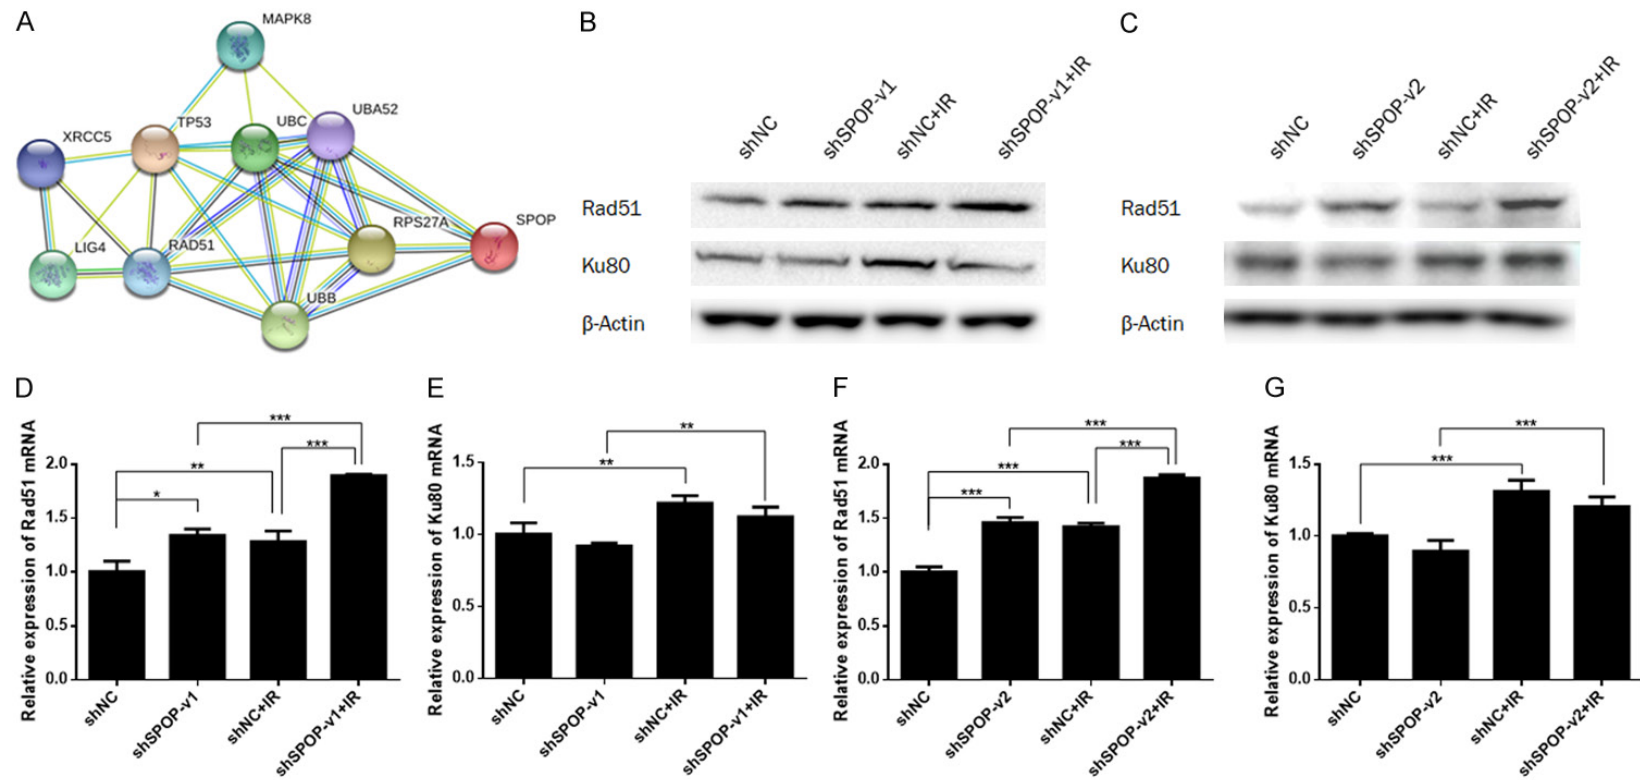 A
MAPK8
UBA52
UBC
TP53
XRCC5
SPOP
RPS27A
LIG4
RAD51
UBB
B
shNC
shSPOP-v1
shNC+IR
shSPOP-v1+IR
Rad51
Ku80
β-Actin
C
shNC
shSPOP-v2
shNC+IR
shSPOP-v2+IR
Rad51
Ku80
β-Actin
D
Relative expression of Rad51 mRNA
2.0
1.5
1.0
0.5
0.0
***
***
**
*
shNC
shSPOP-v1
shNC+IR
shSPOP-v1+IR
E
Relative expression of Ku80 mRNA
1.5
1.0
0.5
0.0
**
**
shNC
shSPOP-v1
shNC+IR
shSPOP-v1+IR
F
Relative expression of Rad51 mRNA
2.0
1.5
1.0
0.5
0.0
***
***
***
***
shNC
shSPOP-v2
shNC+IR
shSPOP-v2+IR
G
Relative expression of Ku80 mRNA
1.5
1.0
0.5
0.0
***
***
shNC
shSPOP-v2
shNC+IR
shSPOP-v2+IR